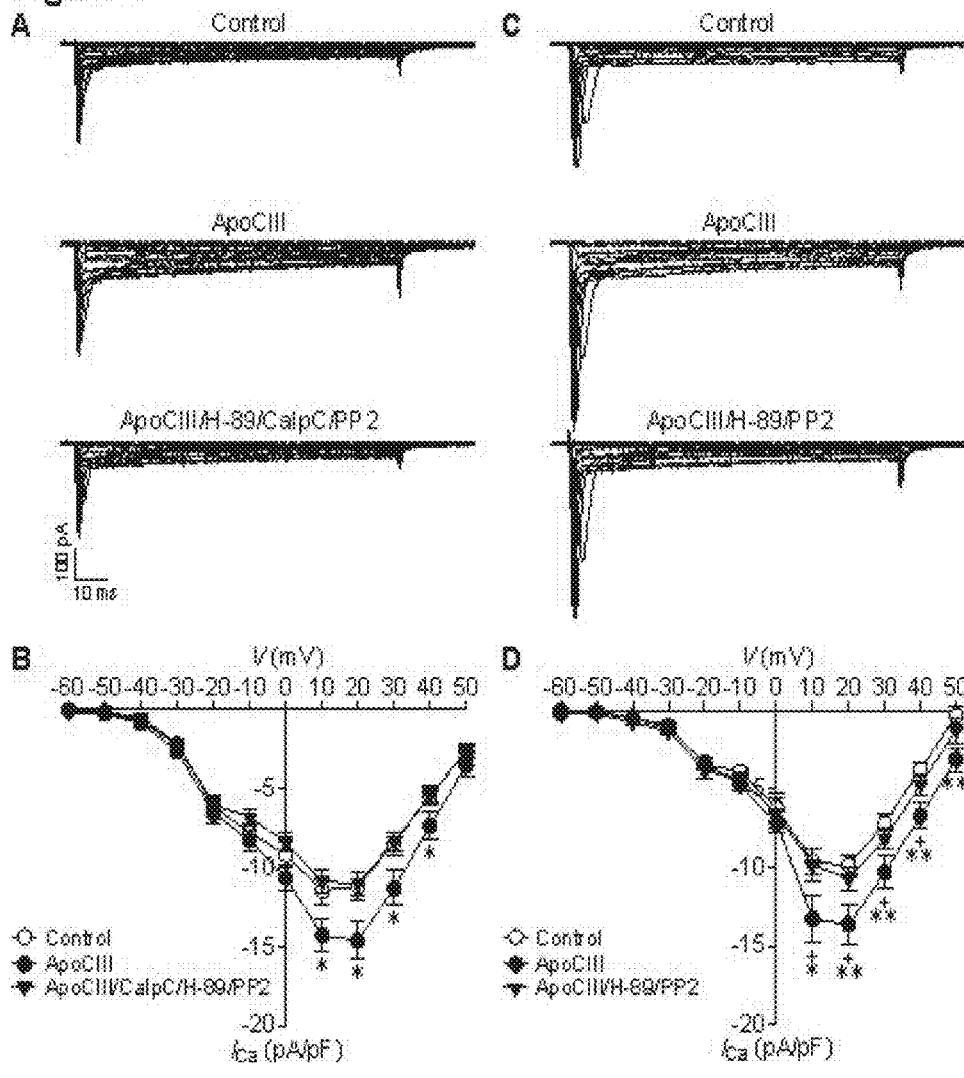 A
Control
ApoCIII
ApoCIII/H-89/CalpC/PP2
100 pA
10 ms
C
Control
ApoCIII
ApoCIII/H-89/PP2
B
V (mV)
-60 -50 -40 -30 -20 -10 0 10 20 30 40 50
-5
-10
-15
-20
* * * *
Control
ApoCIII
ApoCIII/CalpC/H-89/PP2
ICa (pA/pF)
D
V (mV)
-60 -50 -40 -30 -20 -10 0 10 20 30 40 50
-5
-10
-15
-20
+ + + +
* ** ** ** **
Control
ApoCIII
ApoCIII/H-89/PP2
ICa (pA/pF)